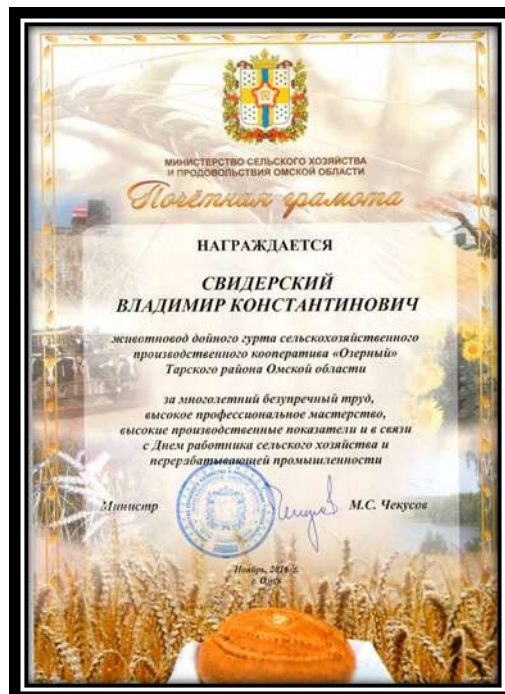 МИНИСТЕРСТВО СЕЛЬСКОГО ХОЗЯЙСТВА
И ПРОДОВОЛЬСТВИЯ ОМСКОЙ ОБЛАСТИ
Почётная грамота
НАГРАЖДАЕТСЯ
СВИДЕРСКИЙ
ВЛАДИМИР КОНСТАНТИНОВИЧ
животновод дойного гурта сельскохозяйственного
производственного кооператива «Озерный»
Тарского района Омской области
за многолетний безупречный труд,
высокое профессиональное мастерство,
высокие производственные показатели и в связи
с Днем работника сельского хозяйства и
перерабатывающей промышленности
Министр М.С. Чекусов
Ноябрь, 2016 г.
г. Омск